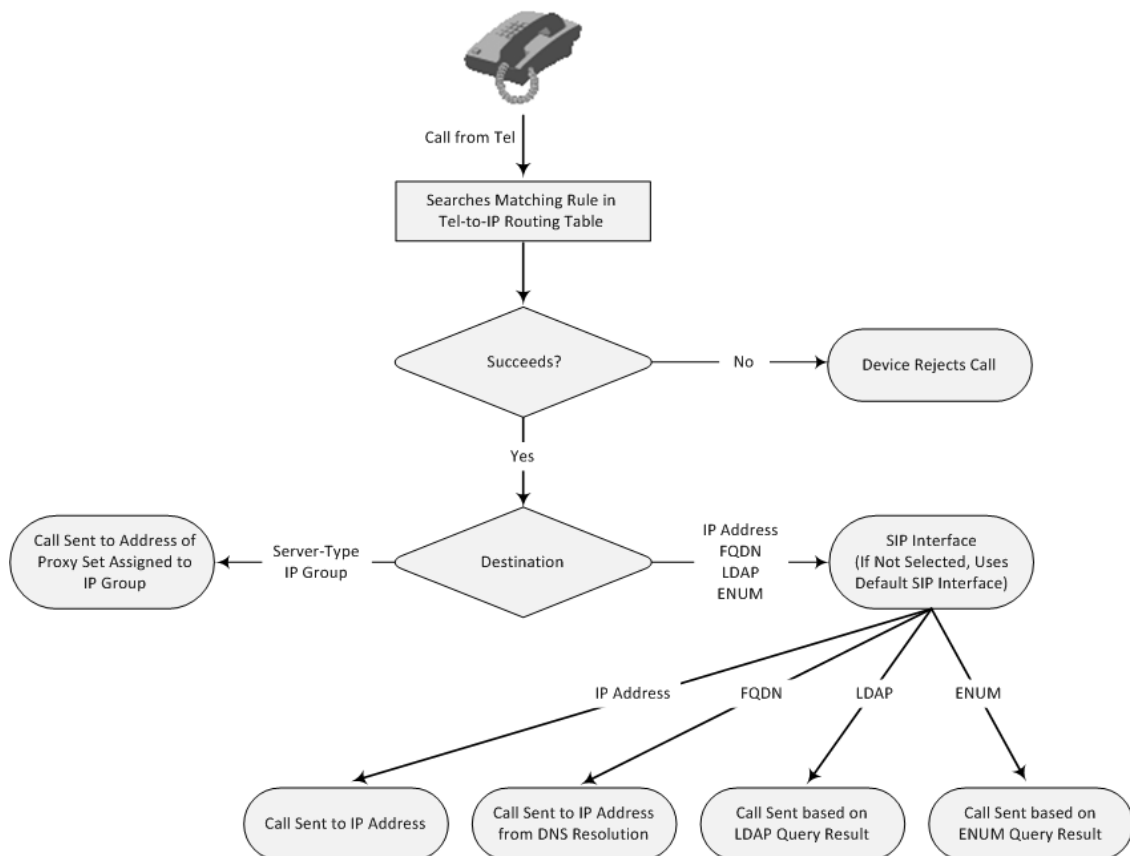 Call from Tel
Searches Matching Rule in
Tel-to-IP Routing Table
Succeeds?
No
Device Rejects Call
Yes
Call Sent to Address of
Proxy Set Assigned to
IP Group
Server-Type
IP Group
Destination
IP Address
FQDN
LDAP
ENUM
SIP Interface
(If Not Selected, Uses
Default SIP Interface)
IP Address
FQDN
LDAP
ENUM
Call Sent to IP Address
Call Sent to IP Address
from DNS Resolution
Call Sent based on
LDAP Query Result
Call Sent based on
ENUM Query Result